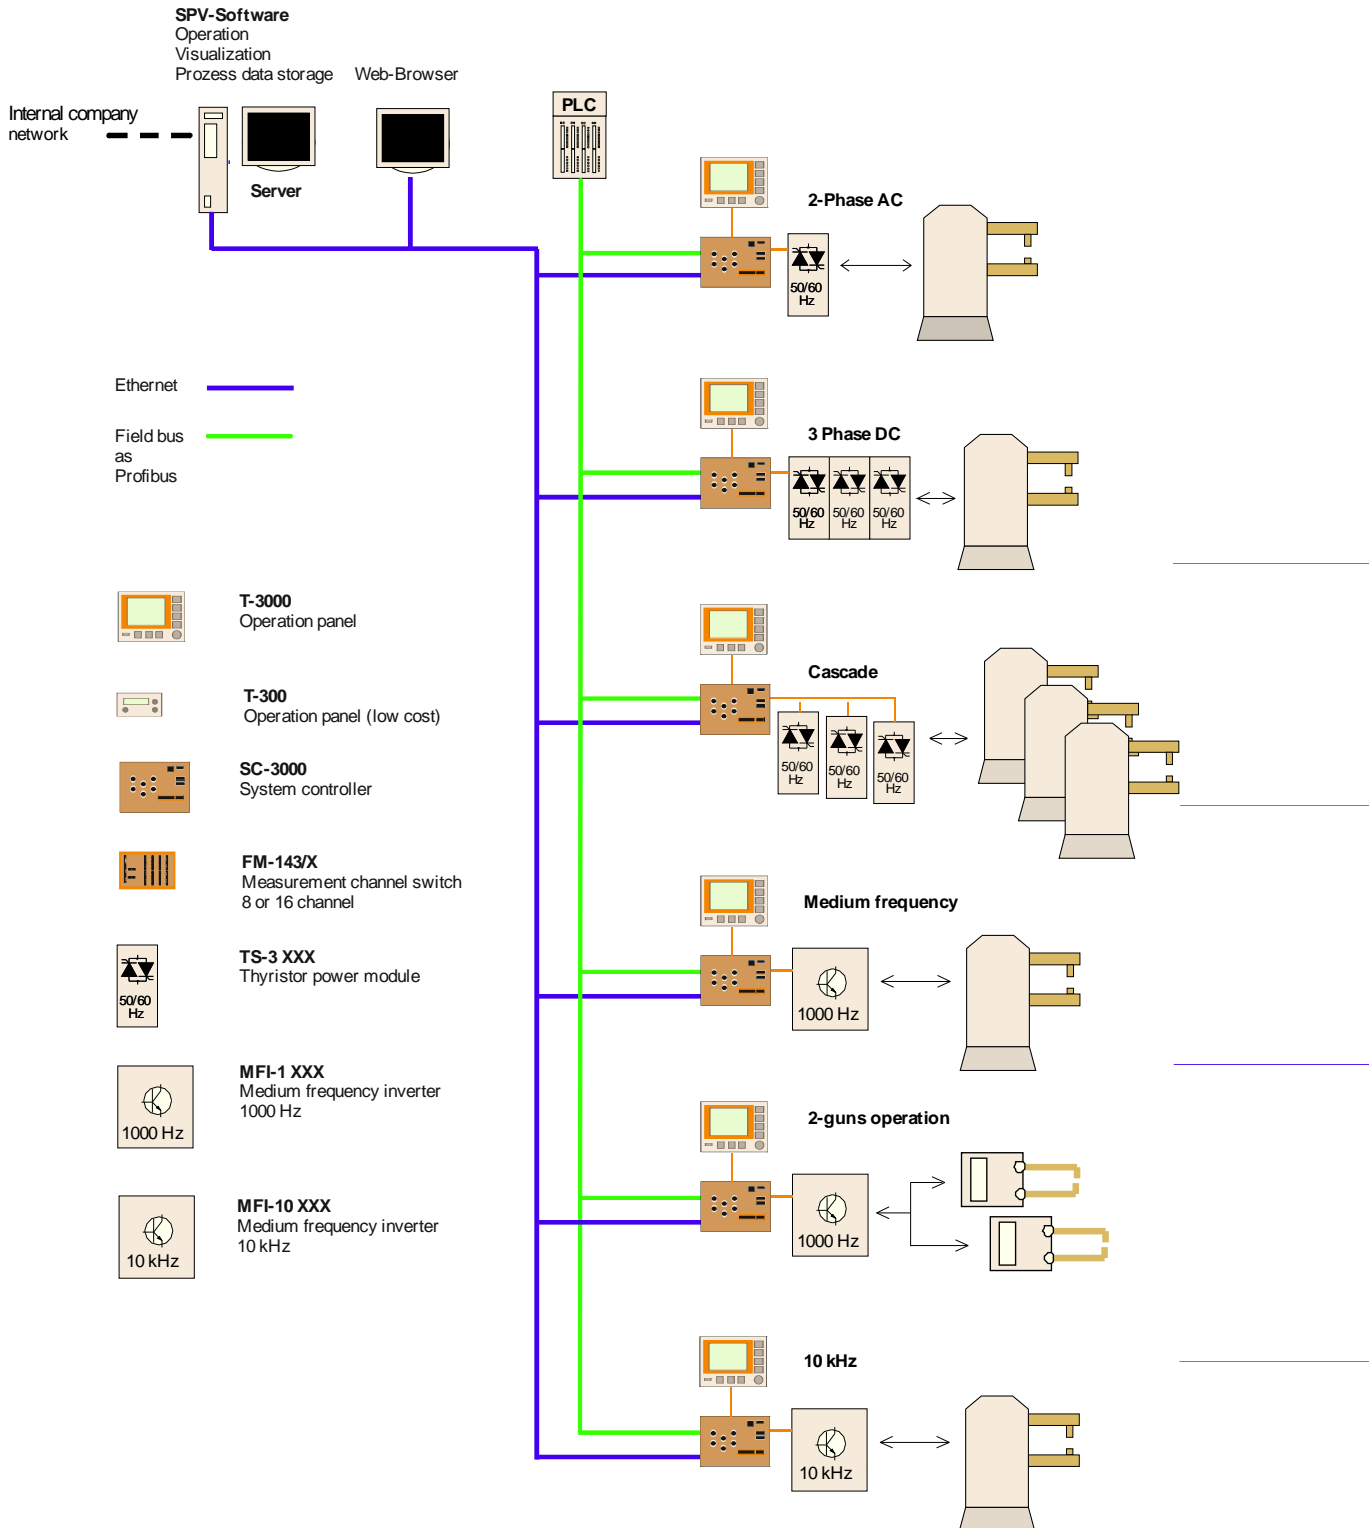 SPV-Software
Operation
Visualization
Prozess data storage
Web-Browser
Internal company
network
Server
PLC
2-Phase AC
50/60
Hz
Ethernet
Field bus
as
Profibus
3 Phase DC
50/60
Hz
50/60
Hz
50/60
Hz
T-3000
Operation panel
T-300
Operation panel (low cost)
SC-3000
System controller
Cascade
50/60
Hz
50/60
Hz
50/60
Hz
FM-143/X
Measurement channel switch
8 or 16 channel
Medium frequency
1000 Hz
TS-3 XXX
Thyristor power module
50/60
Hz
MFI-1 XXX
Medium frequency inverter
1000 Hz
1000 Hz
2-guns operation
1000 Hz
MFI-10 XXX
Medium frequency inverter
10 kHz
10 kHz
10 kHz
10 kHz